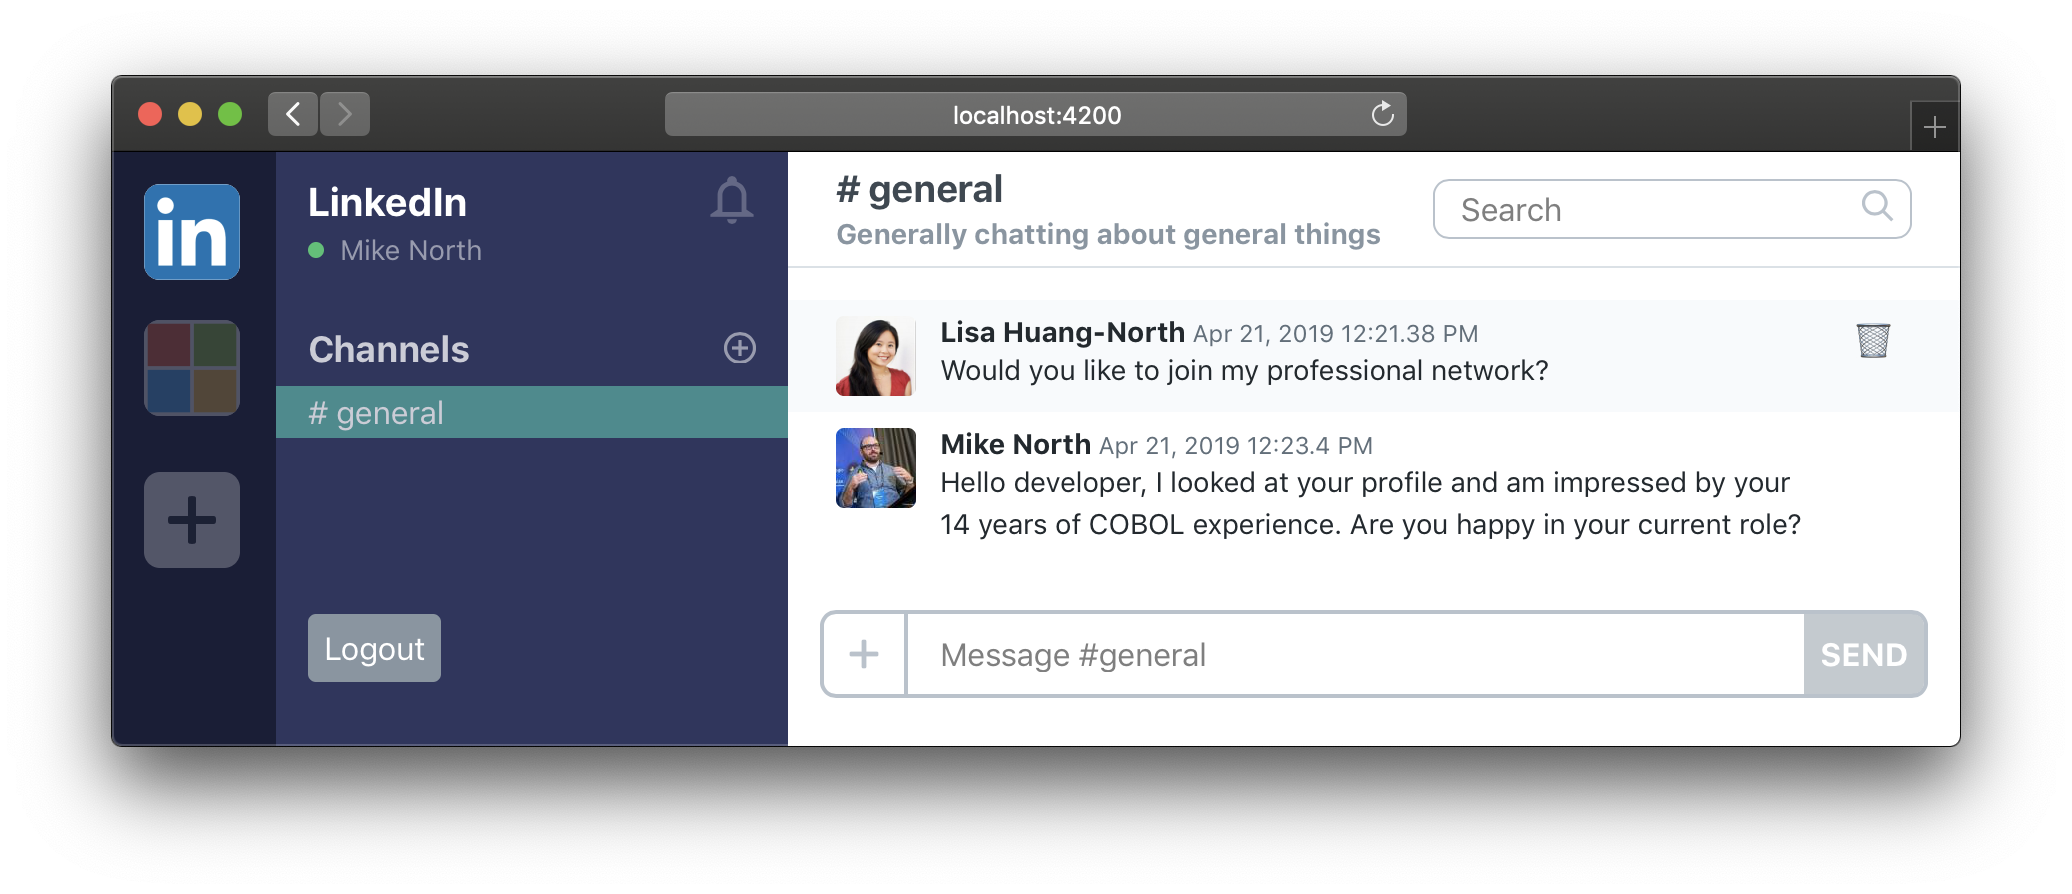 localhost:4200
in
LinkedIn
Mike North
Channels
# general
Logout
# general
Generally chatting about general things
Search
Lisa Huang-North Apr 21, 2019 12:21.38 PM
Would you like to join my professional network?
Mike North Apr 21, 2019 12:23.4 PM
Hello developer, I looked at your profile and am impressed by your
14 years of COBOL experience. Are you happy in your current role?
Message #general
SEND